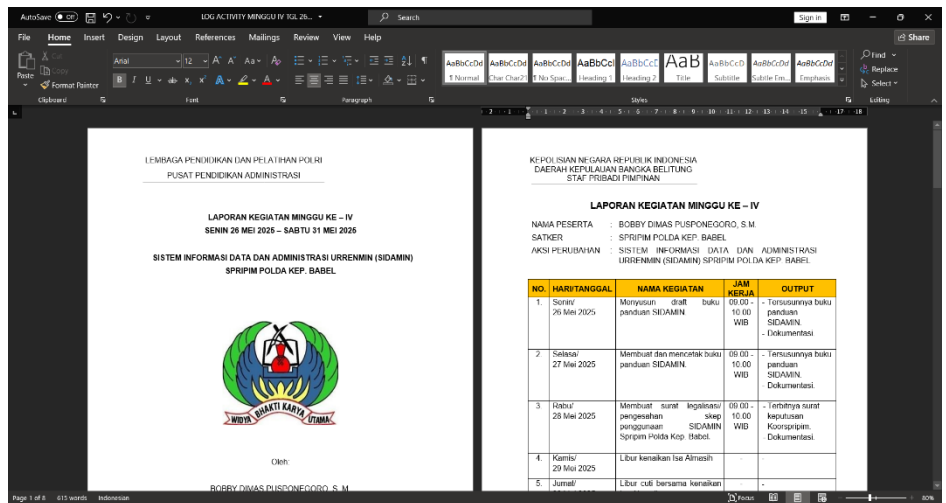 AutoSave Off LOG ACTIVITY MINGGU IV TGL 26... Search Sign in
File Home Insert Design Layout References Mailings Review View Help Share
Paste
Cut
Copy
Format Painter
Arial 12
AaBbCcDd AaBbCcDd AaBbCcDd AaBbCcI AaBbCcE AaB AaBbCcD AaBbCcDd AaBbCcDd
¶ Normal Char Char21 ¶ No Spac... Heading 1 Heading 2 Title Subtitle Subtle Em... Emphasis
Find
Replace
Select
Clipboard Font Paragraph Styles Editing
LEMBAGA PENDIDIKAN DAN PELATIHAN POLRI
PUSAT PENDIDIKAN ADMINISTRASI
LAPORAN KEGIATAN MINGGU KE – IV
SENIN 26 MEI 2025 – SABTU 31 MEI 2025
SISTEM INFORMASI DATA DAN ADMINISTRASI URRENMIN (SIDAMIN)
SPRIPIM POLDA KEP. BABEL
WIDYA BHAKTI KARYA UTAMA
Oleh:
BOBBY DIMAS PUSPONEGORO, S.M.
KEPOLISIAN NEGARA REPUBLIK INDONESIA
DAERAH KEPULAUAN BANGKA BELITUNG
STAF PRIBADI PIMPINAN
LAPORAN KEGIATAN MINGGU KE – IV
NAMA PESERTA : BOBBY DIMAS PUSPONEGORO, S.M.
SATKER : SPRIPIM POLDA KEP. BABEL
AKSI PERUBAHAN : SISTEM INFORMASI DATA DAN ADMINISTRASI
URRENMIN (SIDAMIN) SPRIPIM POLDA KEP. BABEL
NO. HARI/TANGGAL NAMA KEGIATAN JAM KERJA OUTPUT
1. Senin/ Menyusun draft buku 09.00 - - Tersusunnya buku
26 Mei 2025 panduan SIDAMIN. 10.00 panduan
WIB SIDAMIN.
- Dokumentasi.
2. Selasa/ Membuat dan mencetak buku 09.00 - - Tersusunnya buku
27 Mei 2025 panduan SIDAMIN. 10.00 panduan
WIB SIDAMIN.
- Dokumentasi.
3. Rabu/ Membuat surat legalisasi/ 09.00 - - Terbitnya surat
28 Mei 2025 pengesahan skep 10.00 keputusan
penggunaan SIDAMIN WIB Koorspripim.
Spripim Polda Kep. Babel. - Dokumentasi.
4. Kamis/ Libur kenaikan Isa Almasih - -
29 Mei 2025
5. Jumat/ Libur cuti bersama kenaikan - -
Page 1 of 8 615 words Indonesian Focus 80%